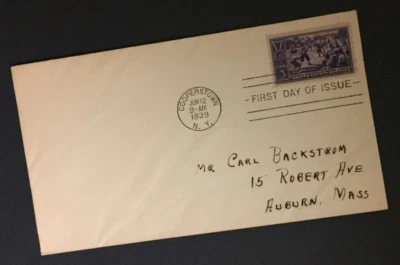 COOPERSTOWN
JUN 12
9-AM
1939
N.Y.
- FIRST DAY OF ISSUE -
MR CARL BACKSTROM
15 ROBERT AVE
AUBURN, MASS